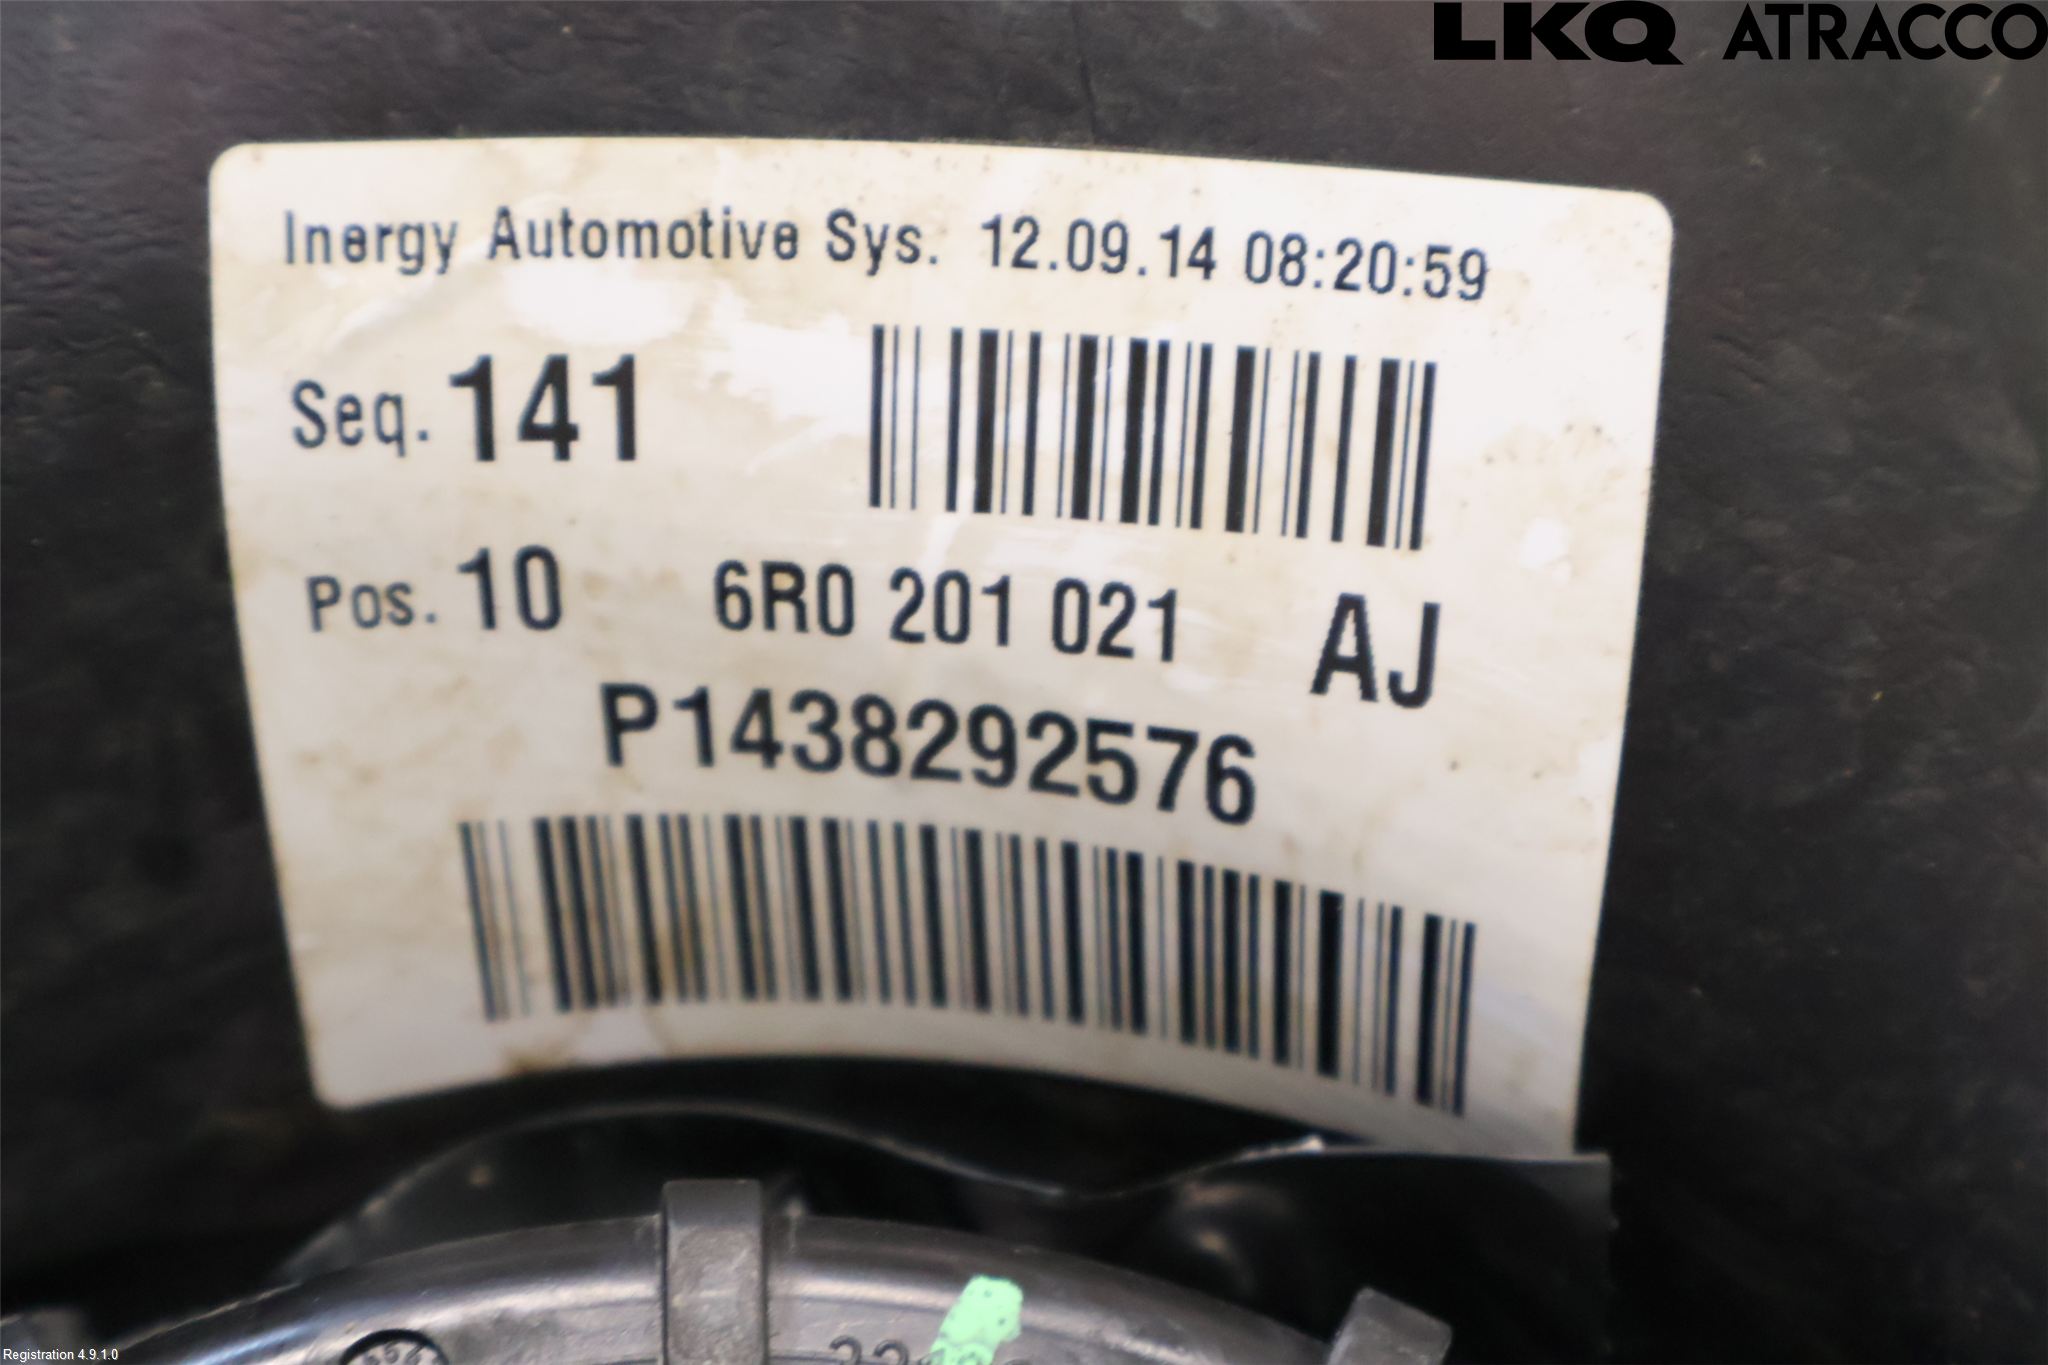 LKQ ATRACCO
Inergy Automotive Sys. 12.09.14 08:20:59
Seq. 141
Pos. 10 6R0 201 021 AJ
P1438292576
Registration 4.9.1.0